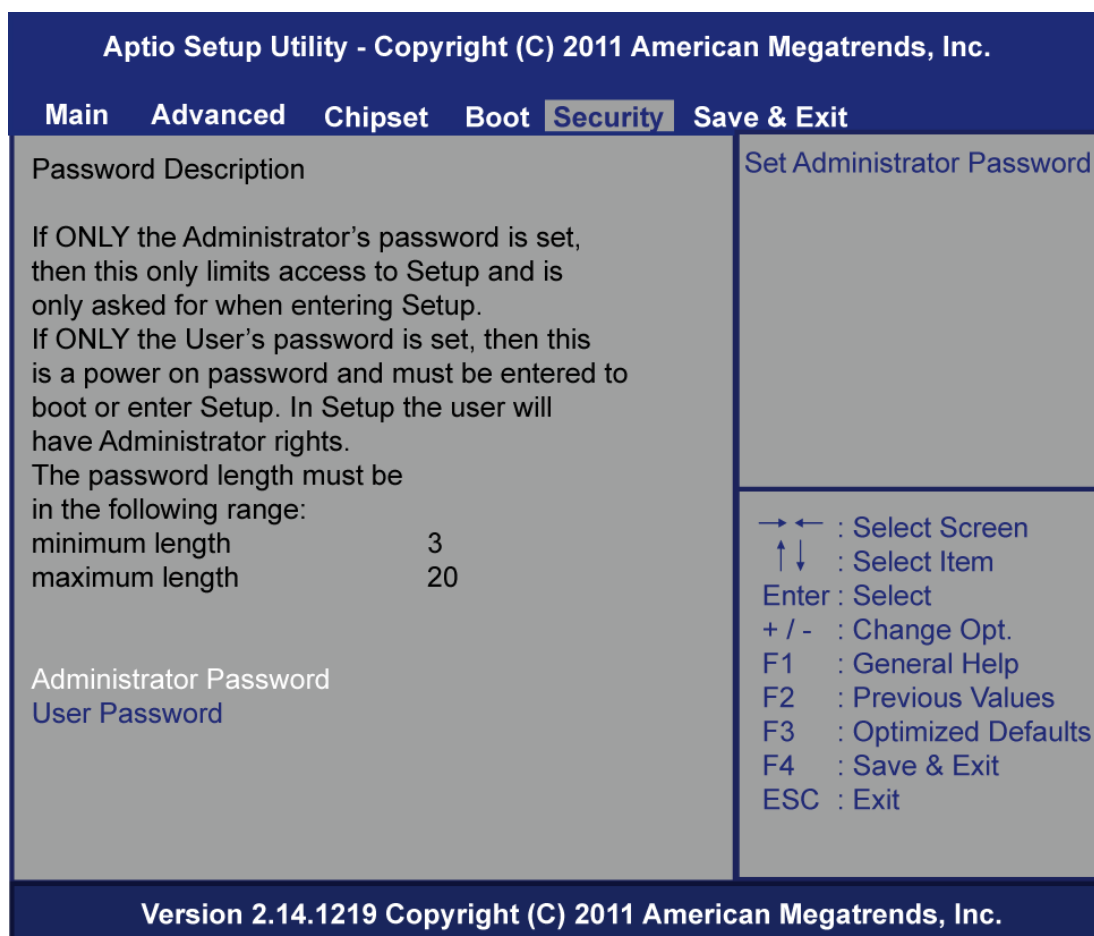 Aptio Setup Utility - Copyright (C) 2011 American Megatrends, Inc.
Main Advanced Chipset Boot Security Save & Exit
Password Description
If ONLY the Administrator’s password is set,
then this only limits access to Setup and is
only asked for when entering Setup.
If ONLY the User’s password is set, then this
is a power on password and must be entered to
boot or enter Setup. In Setup the user will
have Administrator rights.
The password length must be
in the following range:
minimum length 3
maximum length 20
Administrator Password
User Password
Set Administrator Password
→ ← : Select Screen
↑↓ : Select Item
Enter : Select
+ / - : Change Opt.
F1 : General Help
F2 : Previous Values
F3 : Optimized Defaults
F4 : Save & Exit
ESC : Exit
Version 2.14.1219 Copyright (C) 2011 American Megatrends, Inc.